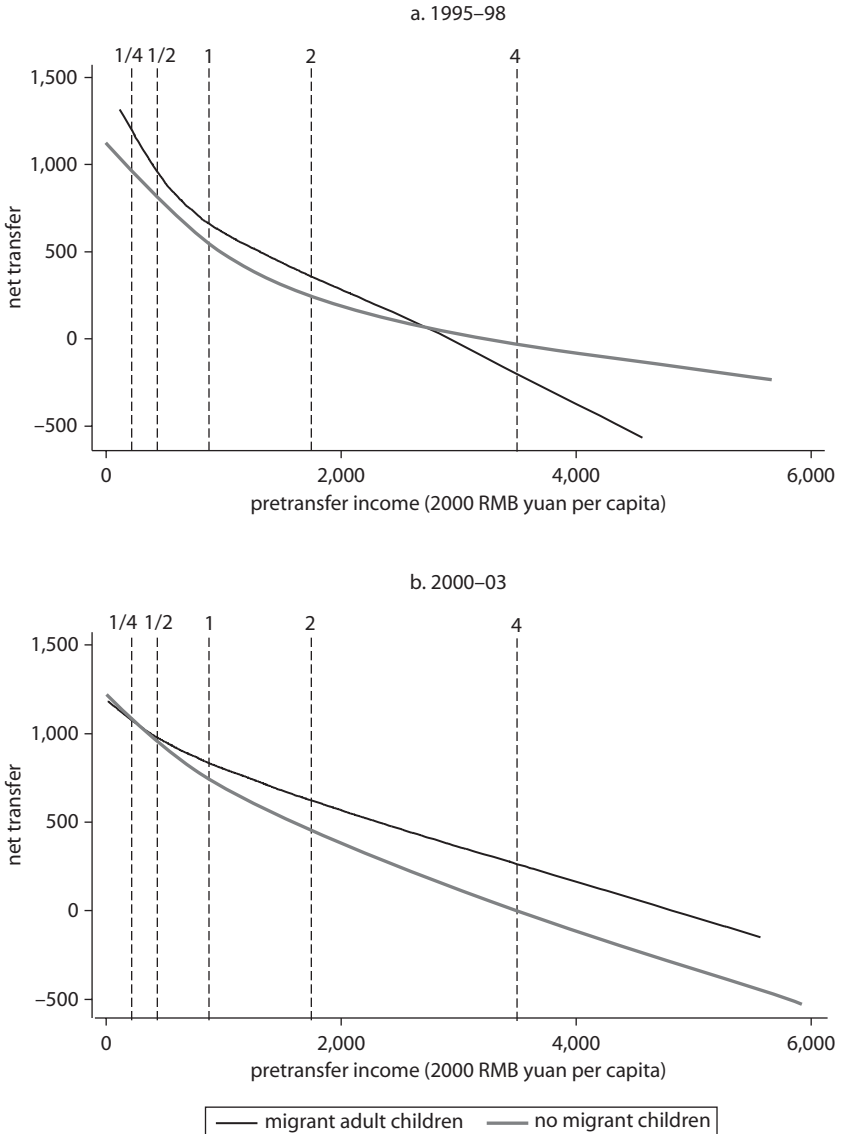 a. 1995–98
1/4 1/2 1 2 4
1,500
1,000
500
0
–500
net transfer
0 2,000 4,000 6,000
pretransfer income (2000 RMB yuan per capita)
b. 2000–03
1/4 1/2 1 2 4
1,500
1,000
500
0
–500
net transfer
0 2,000 4,000 6,000
pretransfer income (2000 RMB yuan per capita)
migrant adult children no migrant children